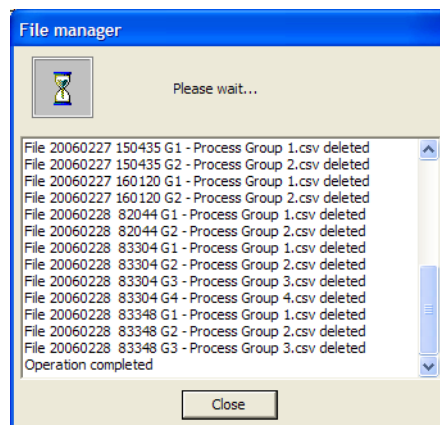 File manager
Please wait...
File 20060227 150435 G1 - Process Group 1.csv deleted
File 20060227 150435 G2 - Process Group 2.csv deleted
File 20060227 160120 G1 - Process Group 1.csv deleted
File 20060227 160120 G2 - Process Group 2.csv deleted
File 20060228  82044 G1 - Process Group 1.csv deleted
File 20060228  82044 G2 - Process Group 2.csv deleted
File 20060228  83304 G1 - Process Group 1.csv deleted
File 20060228  83304 G2 - Process Group 2.csv deleted
File 20060228  83304 G3 - Process Group 3.csv deleted
File 20060228  83304 G4 - Process Group 4.csv deleted
File 20060228  83348 G1 - Process Group 1.csv deleted
File 20060228  83348 G2 - Process Group 2.csv deleted
File 20060228  83348 G3 - Process Group 3.csv deleted
Operation completed
Close